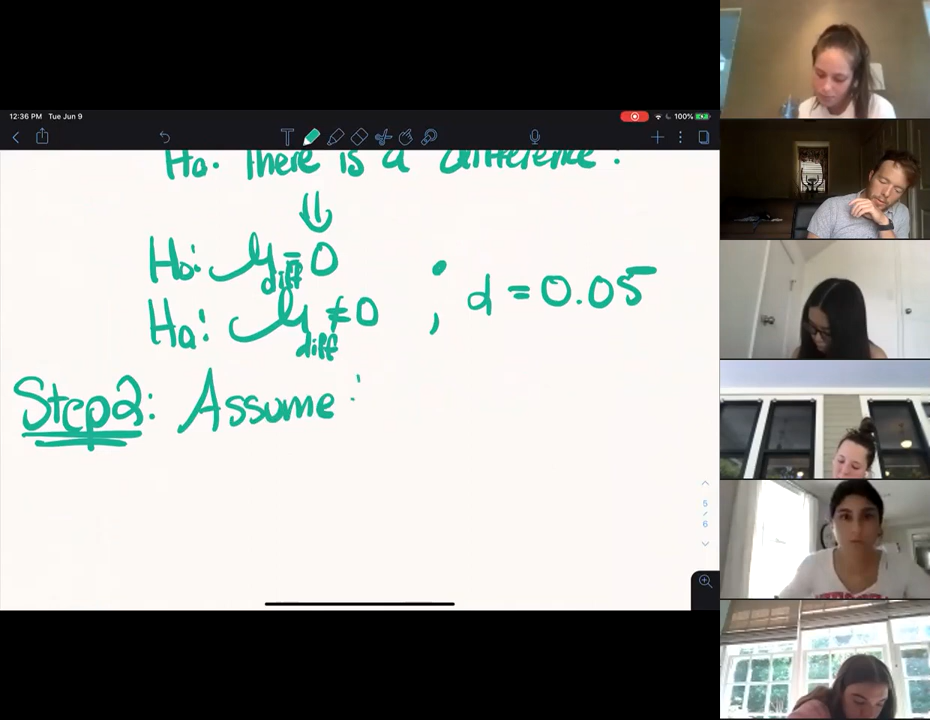 12:36 PM Tue Jun 9
100%
Ha: There is a difference.
Ho: μdiff = 0
Ha: μdiff ≠ 0 ; α = 0.05
Step2: Assume:
5
/
6